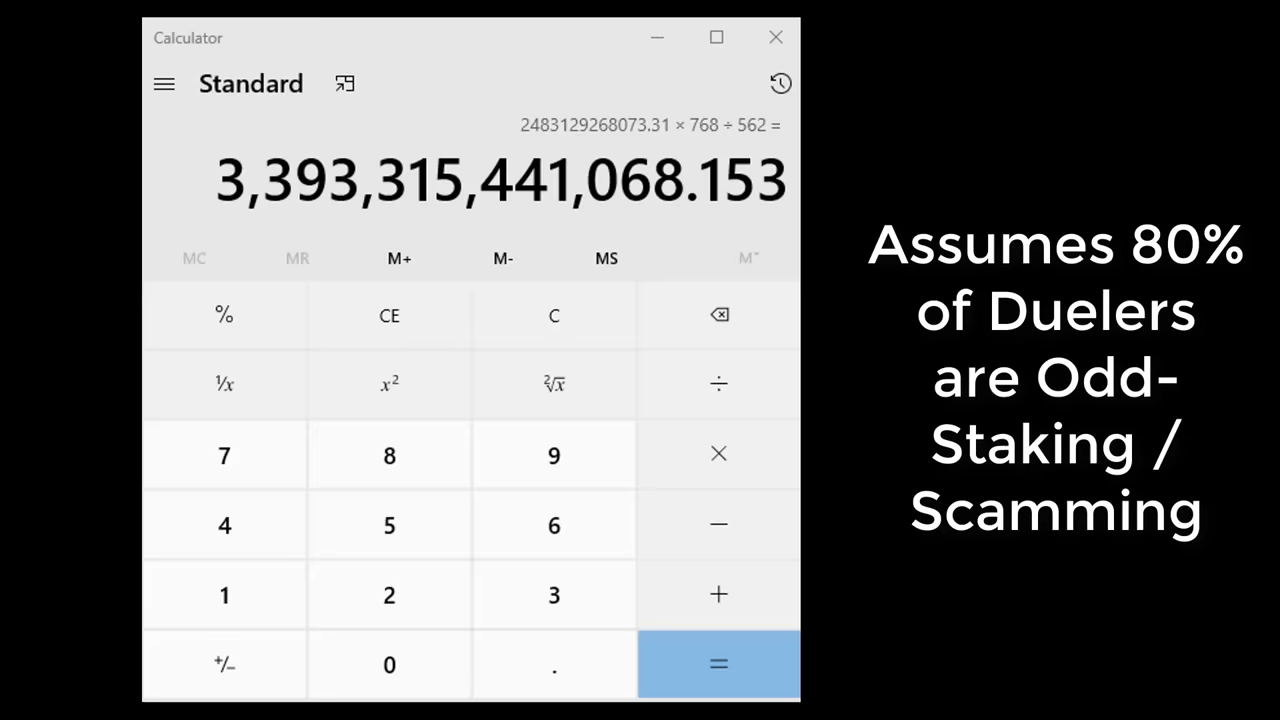 Calculator
Standard
2483129268073.31 × 768 ÷ 562 =
3,393,315,441,068.153
MC MR M+ M- MS M˅
% CE C
¹/x x² ²√x ÷
7 8 9 ×
4 5 6 −
1 2 3 +
+/− 0 . =
Assumes 80%
of Duelers
are Odd-
Staking /
Scamming